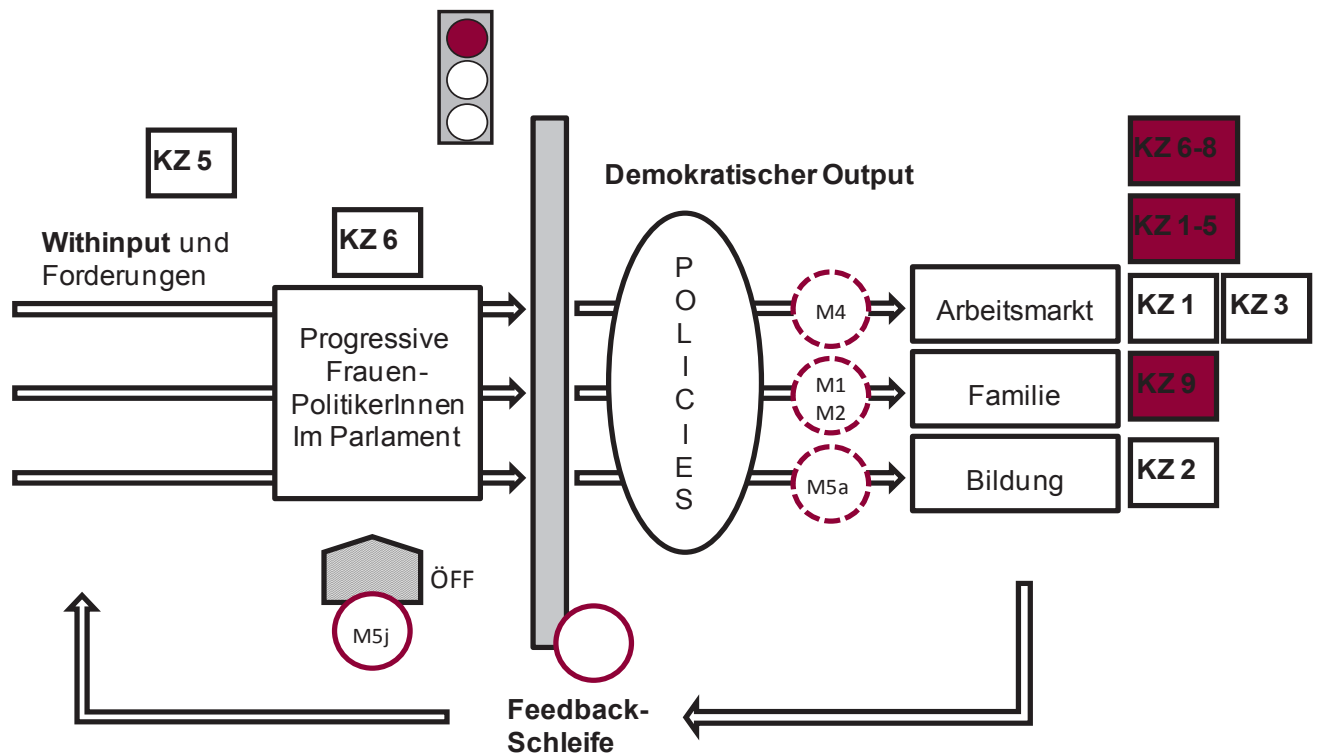 KZ 5
KZ 6-8
Demokratischer Output
KZ 1-5
Withinput und
Forderungen
KZ 6
P
O
L
I
C
I
E
S
M4
Arbeitsmarkt
KZ 1
KZ 3
Progressive
Frauen-
PolitikerInnen
Im Parlament
M1
M2
Familie
KZ 9
M5a
Bildung
KZ 2
ÖFF
M5j
Feedback-
Schleife